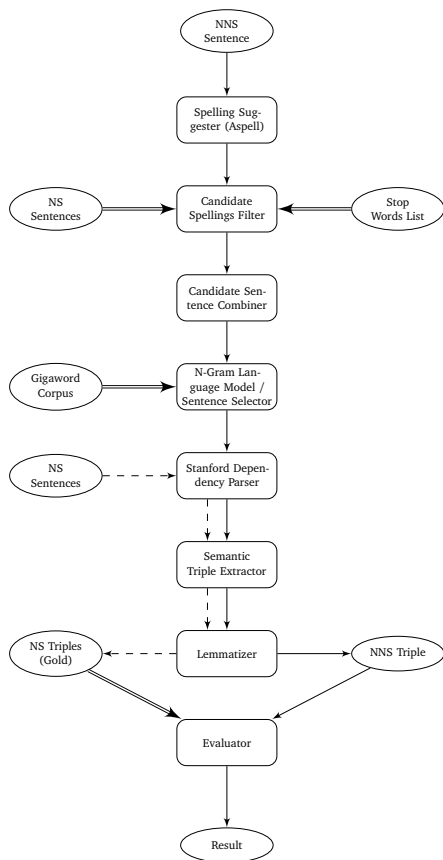 NNS
Sentence
Spelling Sug-
gester (Aspell)
NS
Sentences
Candidate
Spellings Filter
Stop
Words List
Candidate Sen-
tence Combiner
Gigaword
Corpus
N-Gram Lan-
guage Model /
Sentence Selector
NS
Sentences
Stanford Depen-
dency Parser
Semantic
Triple Extractor
NS Triples
(Gold)
Lemmatizer
NNS Triple
Evaluator
Result